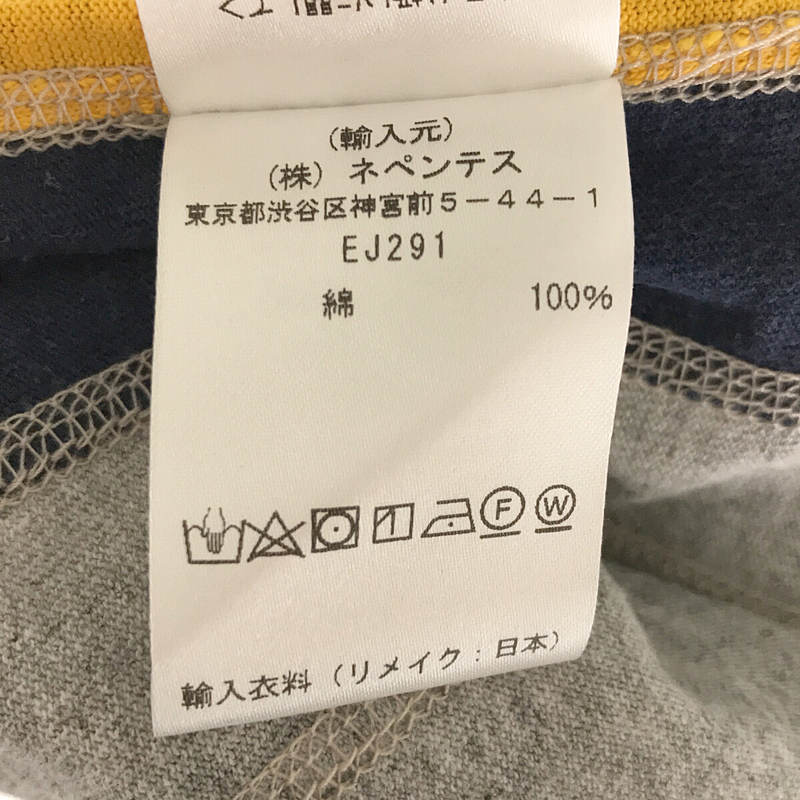 (輸入元)
(株) ネペンテス
東京都渋谷区神宮前5-44-1
EJ291
綿 100%
F W
輸入衣料 (リメイク:日本)